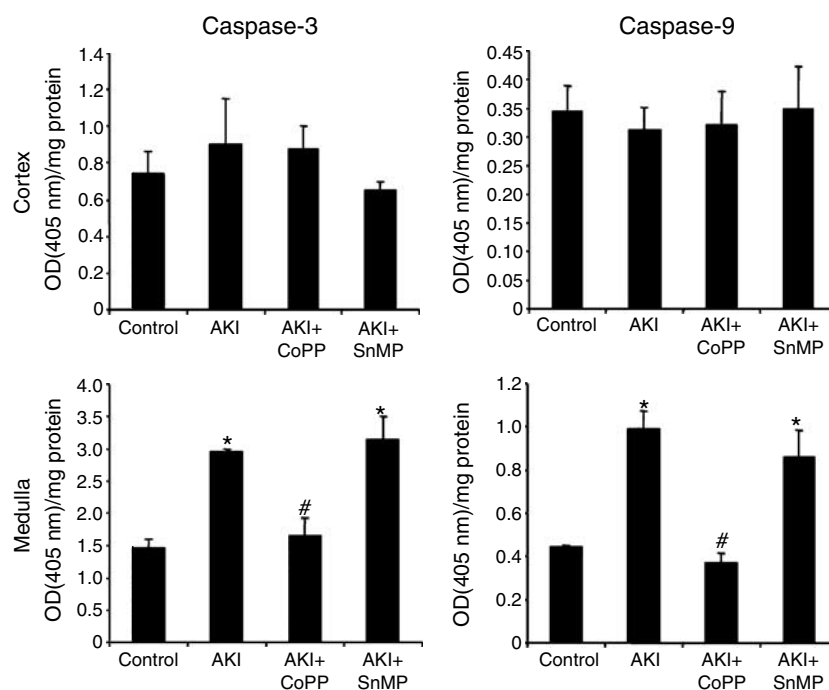 Caspase-3
Caspase-9
Cortex
OD(405 nm)/mg protein
1.4
1.2
1.0
0.8
0.6
0.4
0.2
0
Control
AKI
AKI+
CoPP
AKI+
SnMP
OD(405 nm)/mg protein
0.45
0.40
0.35
0.30
0.25
0.20
0.15
0.10
0.05
0
Control
AKI
AKI+
CoPP
AKI+
SnMP
Medulla
OD(405 nm)/mg protein
4.0
3.5
3.0
2.5
2.0
1.5
1.0
0.5
0
*
#
*
Control
AKI
AKI+
CoPP
AKI+
SnMP
OD(405 nm)/mg protein
1.2
1.0
0.8
0.6
0.4
0.2
0
*
#
*
Control
AKI
AKI+
CoPP
AKI+
SnMP